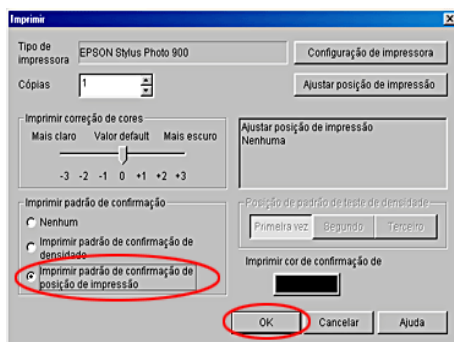 Imprimir
Tipo de
impressora
EPSON Stylus Photo 900
Configuração de impressora
Cópias
1
Ajustar posição de impressão
Imprimir correção de cores
Mais claro Valor default Mais escuro
-3 -2 -1 0 +1 +2 +3
Ajustar posição de impressão
Nenhuma
Imprimir padrão de confirmação
Nenhum
Imprimir padrão de confirmação de
densidade
Imprimir padrão de confirmação de
posição de impressão
Posição de padrão de teste de
densidade
Primeira vez Segundo Terceiro
Imprimir cor de confirmação de
OK Cancelar Ajuda